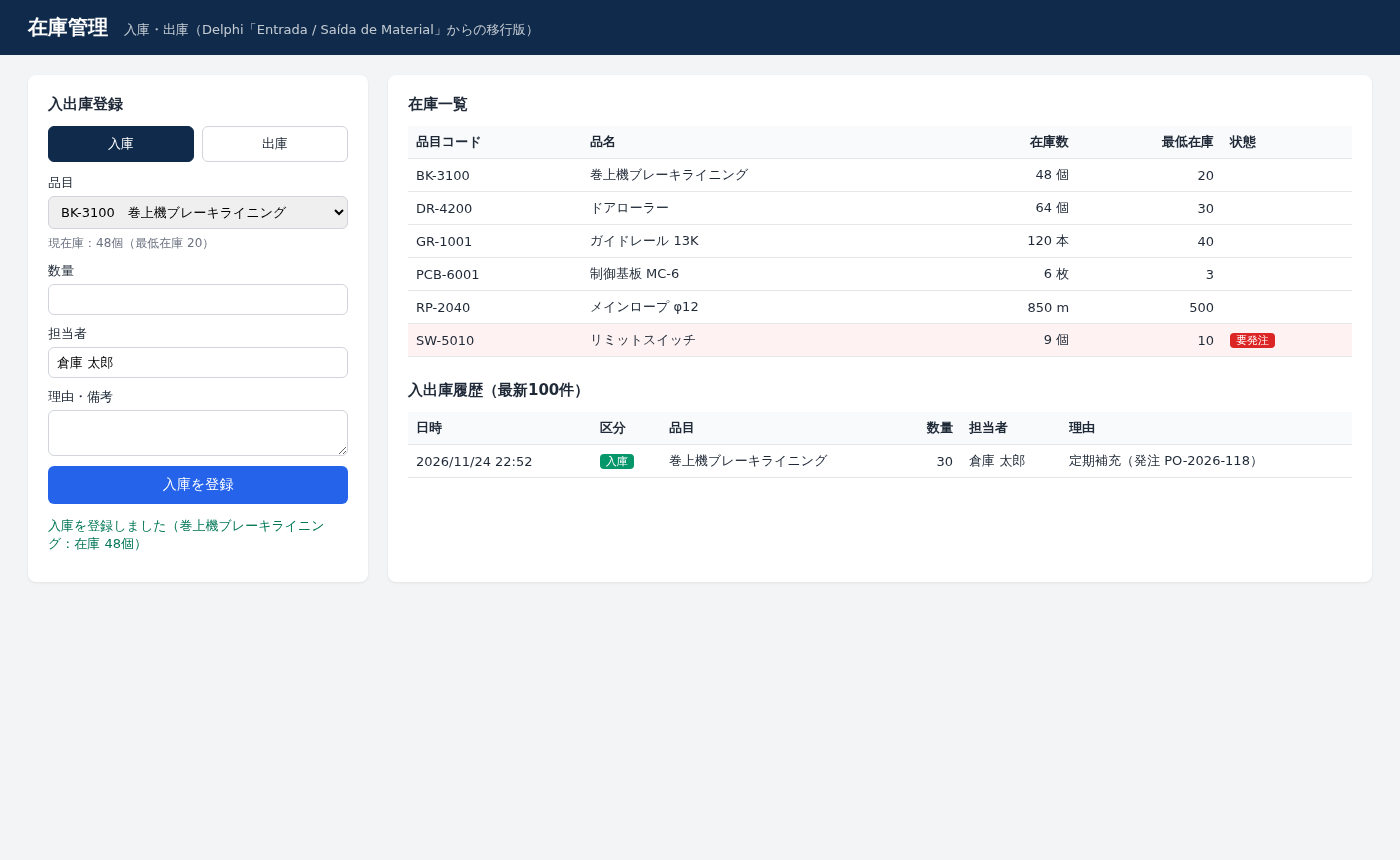 在庫管理 入庫・出庫（Delphi「Entrada / Saída de Material」からの移行版）
入出庫登録
入庫 出庫
品目
BK-3100 巻上機ブレーキライニング
現在庫：48個（最低在庫 20）
数量
担当者
倉庫 太郎
理由・備考
入庫を登録
入庫を登録しました（巻上機ブレーキライニン
グ：在庫 48個）
在庫一覧
品目コード 品名 在庫数 最低在庫 状態
BK-3100 巻上機ブレーキライニング 48 個 20
DR-4200 ドアローラー 64 個 30
GR-1001 ガイドレール 13K 120 本 40
PCB-6001 制御基板 MC-6 6 枚 3
RP-2040 メインロープ φ12 850 m 500
SW-5010 リミットスイッチ 9 個 10 要発注
入出庫履歴（最新100件）
日時 区分 品目 数量 担当者 理由
2026/11/24 22:52 入庫 巻上機ブレーキライニング 30 倉庫 太郎 定期補充（発注 PO-2026-118）